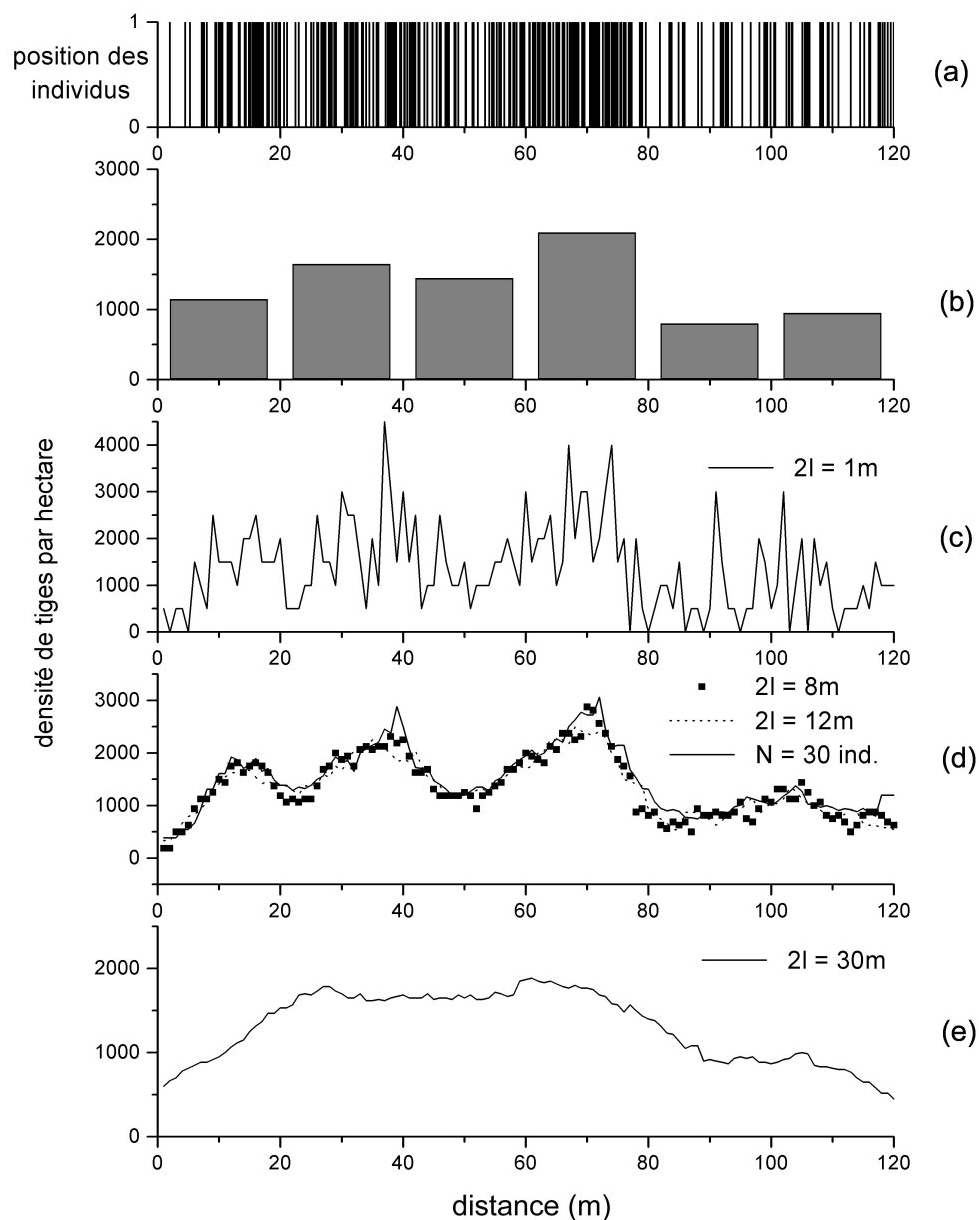 1
position des
individus
0
(a)
0 20 40 60 80 100 120
3000
2000
1000
0
(b)
0 20 40 60 80 100 120
densité de tiges par hectare
4000
3000
2000
1000
0
2l = 1m
(c)
0 20 40 60 80 100 120
3000
2000
1000
0
2l = 8m
2l = 12m
N = 30 ind.
(d)
0 20 40 60 80 100 120
2000
1000
0
2l = 30m
(e)
0 20 40 60 80 100 120
distance (m)